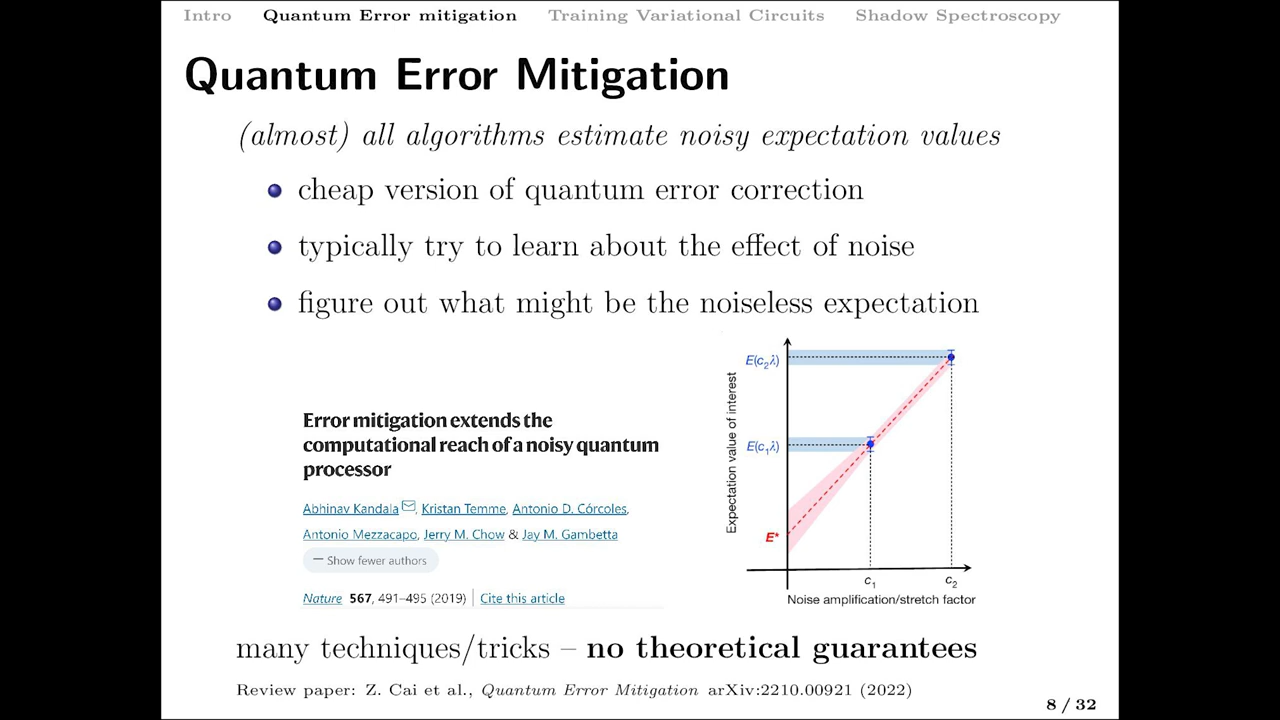 Intro Quantum Error mitigation Training Variational Circuits Shadow Spectroscopy
Quantum Error Mitigation
(almost) all algorithms estimate noisy expectation values
cheap version of quantum error correction
typically try to learn about the effect of noise
figure out what might be the noiseless expectation
Error mitigation extends the
computational reach of a noisy quantum
processor
Abhinav Kandala, Kristan Temme, Antonio D. Córcoles,
Antonio Mezzacapo, Jerry M. Chow & Jay M. Gambetta
— Show fewer authors
Nature 567, 491–495 (2019) | Cite this article
Expectation value of interest
E(c₂λ)
E(c₁λ)
E*
c₁ c₂
Noise amplification/stretch factor
many techniques/tricks – no theoretical guarantees
Review paper: Z. Cai et al., Quantum Error Mitigation arXiv:2210.00921 (2022)
8 / 32